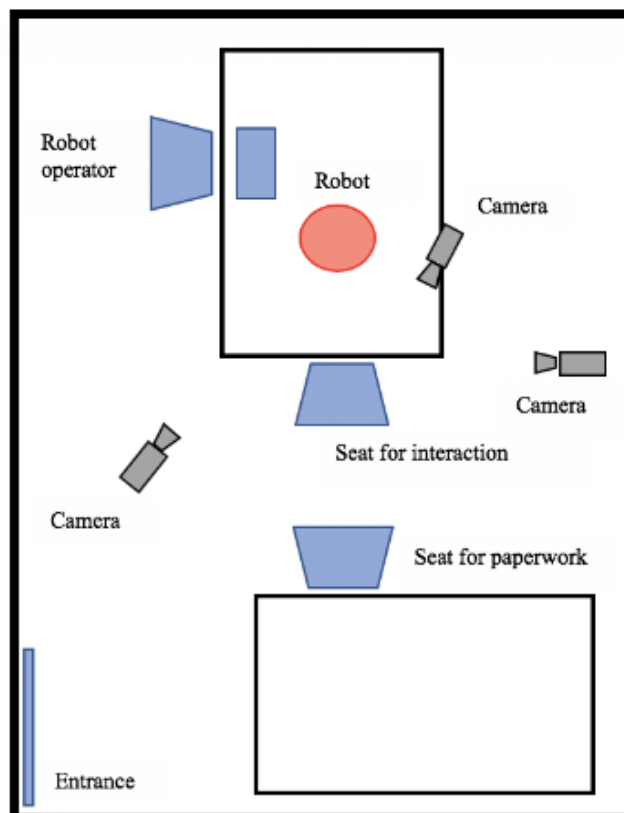 Robot
operator
Robot
Camera
Camera
Seat for interaction
Camera
Seat for paperwork
Entrance